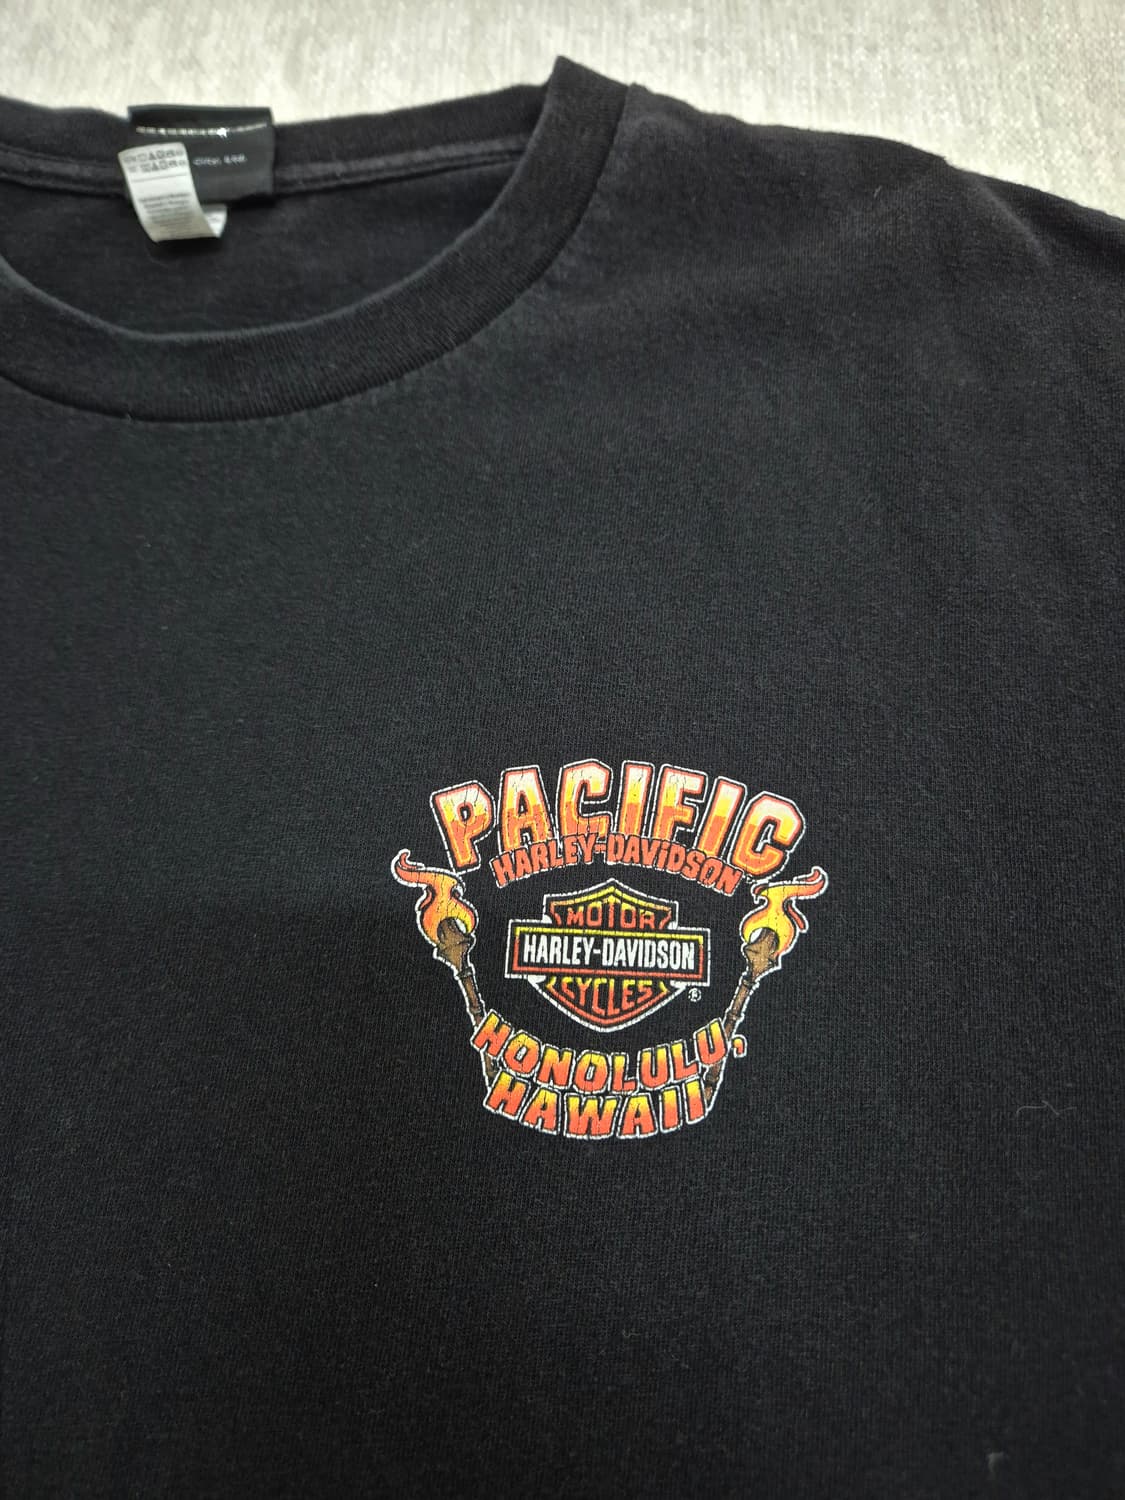 PACIFIC
HARLEY-DAVIDSON
MOTOR
HARLEY-DAVIDSON
CYCLES
®
HONOLULU,
HAWAII